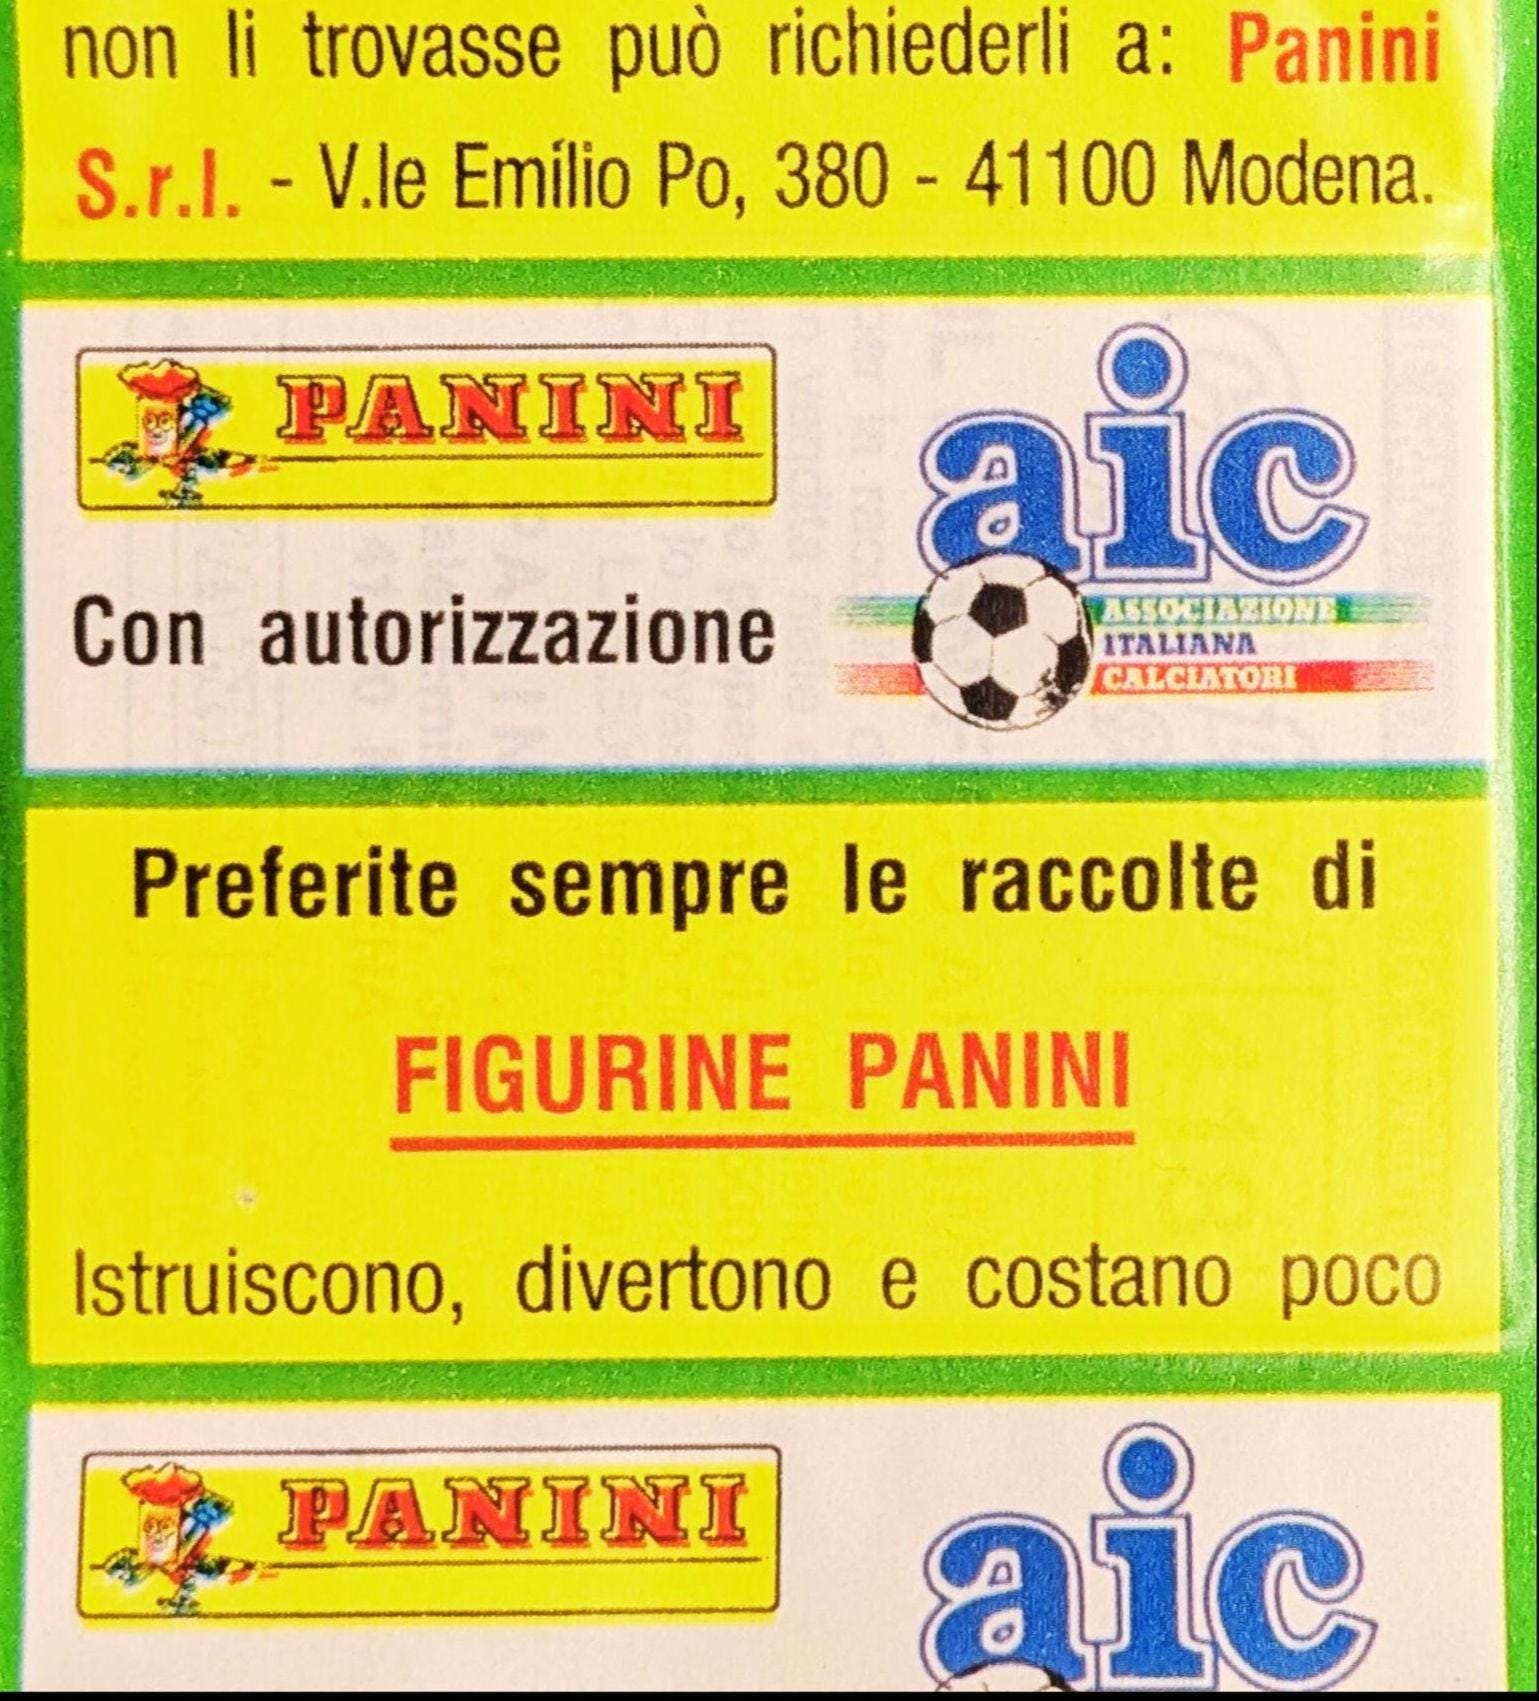 non li trovasse può richiederli a: Panini
S.r.l. - V.le Emilio Po, 380 - 41100 Modena.
PANINI
aic
Con autorizzazione
ASSOCIAZIONE
ITALIANA
CALCIATORI
Preferite sempre le raccolte di
FIGURINE PANINI
Istruiscono, divertono e costano poco
PANINI
aic